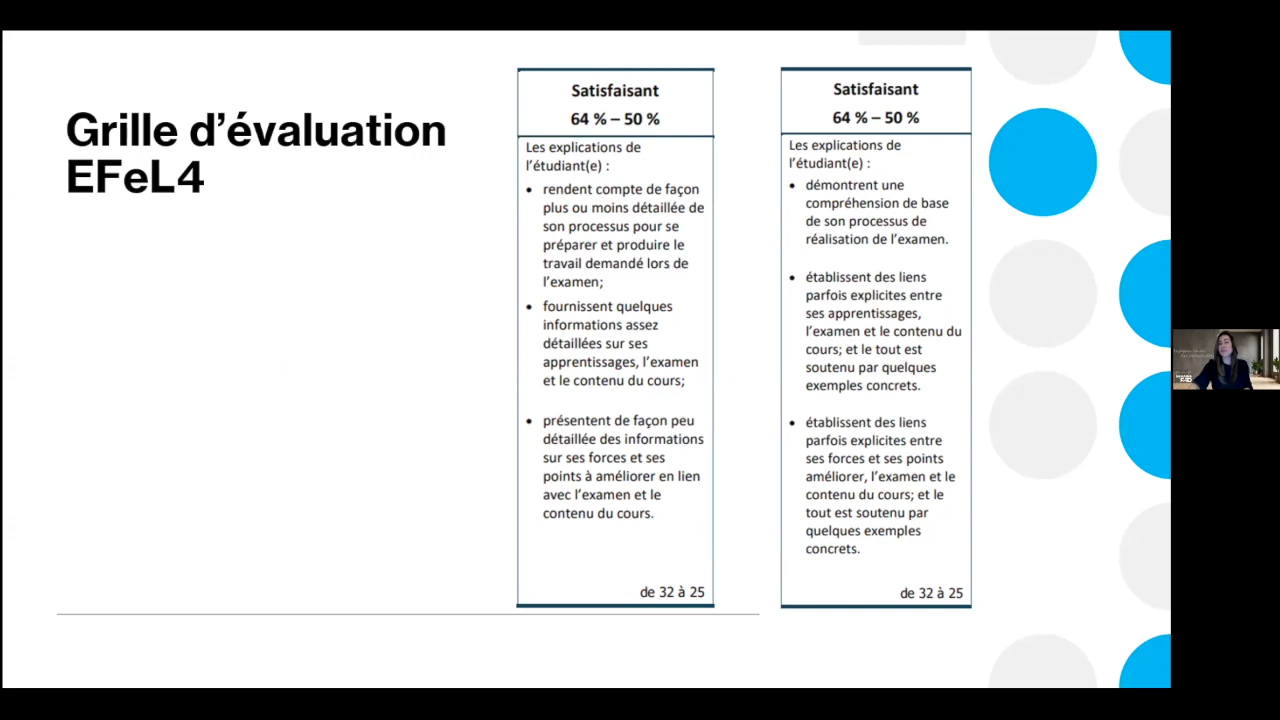 Grille d’évaluation
EFeL4
Satisfaisant
64 % – 50 %
Les explications de
l’étudiant(e) :
• rendent compte de façon
plus ou moins détaillée de
son processus pour se
préparer et produire le
travail demandé lors de
l’examen;
• fournissent quelques
informations assez
détaillées sur ses
apprentissages, l’examen
et le contenu du cours;
• présentent de façon peu
détaillée des informations
sur ses forces et ses
points à améliorer en lien
avec l’examen et le
contenu du cours.
de 32 à 25
Satisfaisant
64 % – 50 %
Les explications de
l’étudiant(e) :
• démontrent une
compréhension de base
de son processus de
réalisation de l’examen.
• établissent des liens
parfois explicites entre
ses apprentissages,
l’examen et le contenu du
cours; et le tout est
soutenu par quelques
exemples concrets.
• établissent des liens
parfois explicites entre
ses forces et ses points
améliorer, l’examen et le
contenu du cours; et le
tout est soutenu par
quelques exemples
concrets.
de 32 à 25